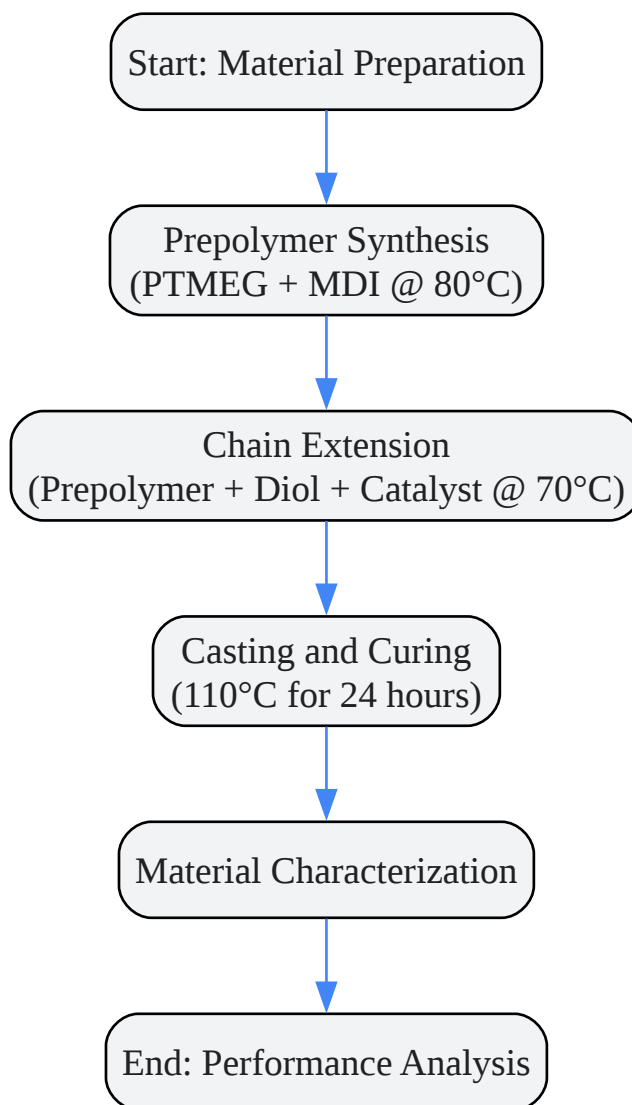 Start: Material Preparation
Prepolymer Synthesis
(PTMEG + MDI @ 80°C)
Chain Extension
(Prepolymer + Diol + Catalyst @ 70°C)
Casting and Curing
(110°C for 24 hours)
Material Characterization
End: Performance Analysis